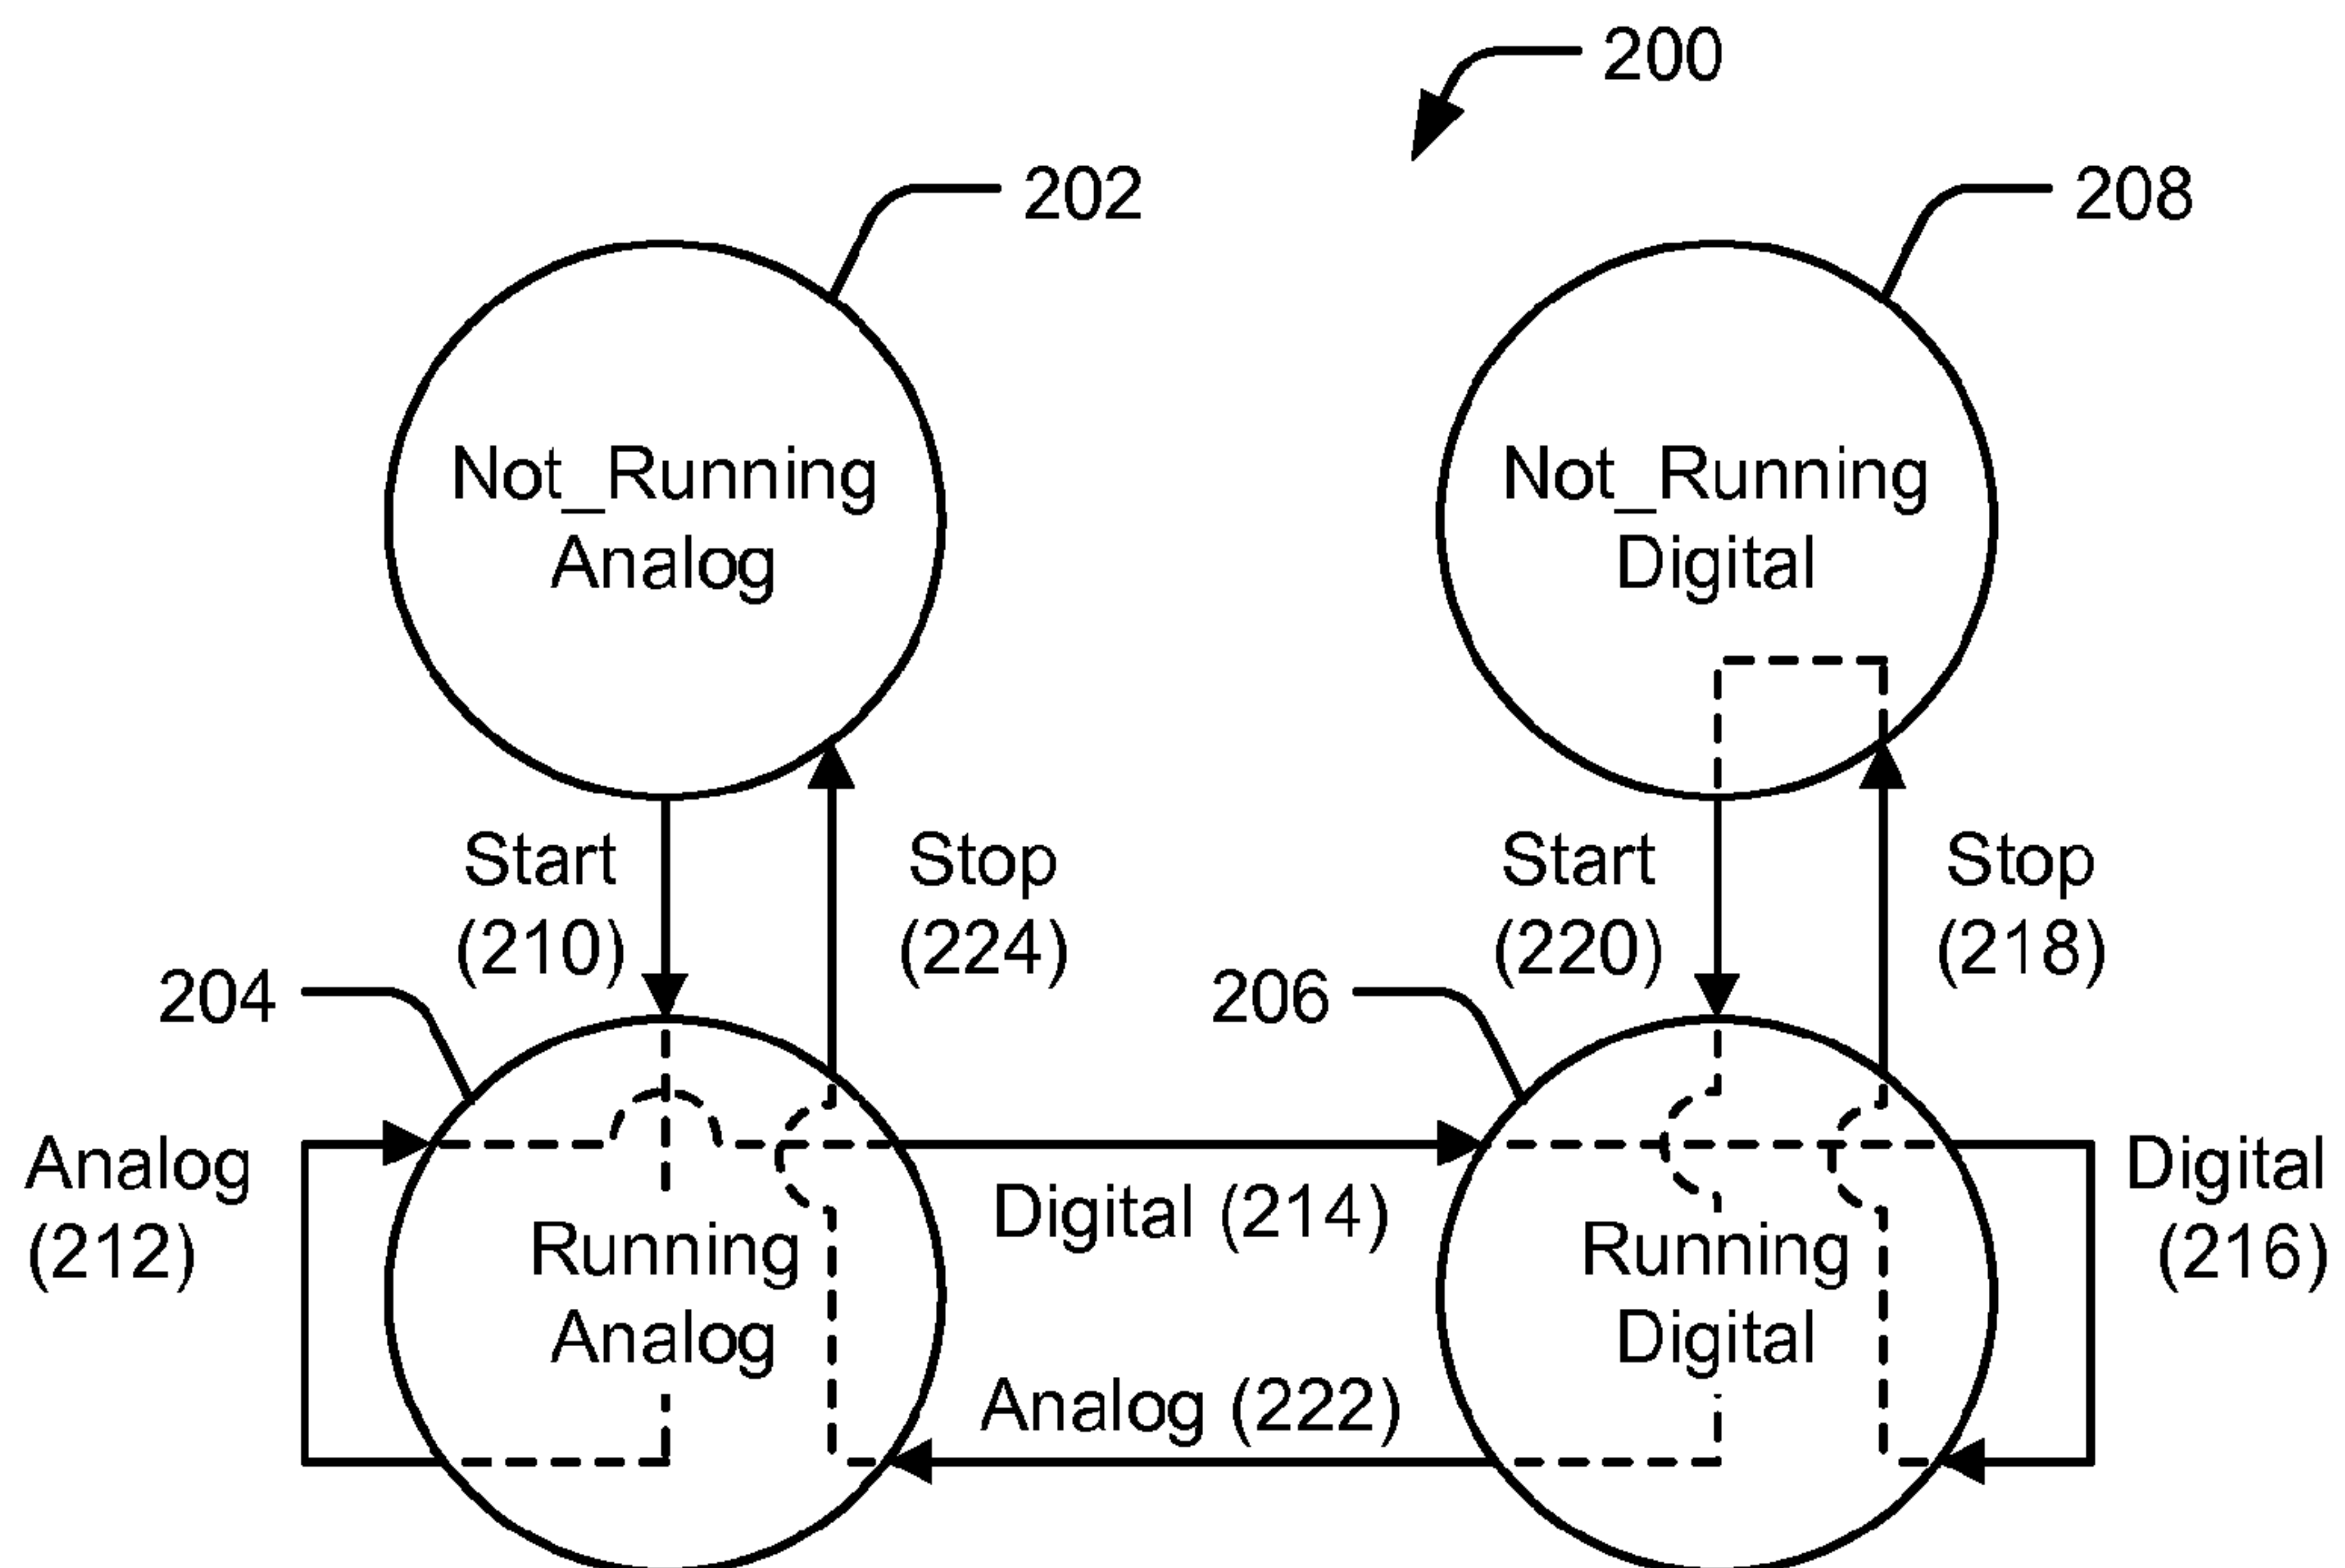 200
202
208
Not_Running
Analog
Not_Running
Digital
Start
(210)
Stop
(224)
Start
(220)
Stop
(218)
204
206
Analog
(212)
Digital (214)
Digital
(216)
Running
Analog
Running
Digital
Analog (222)